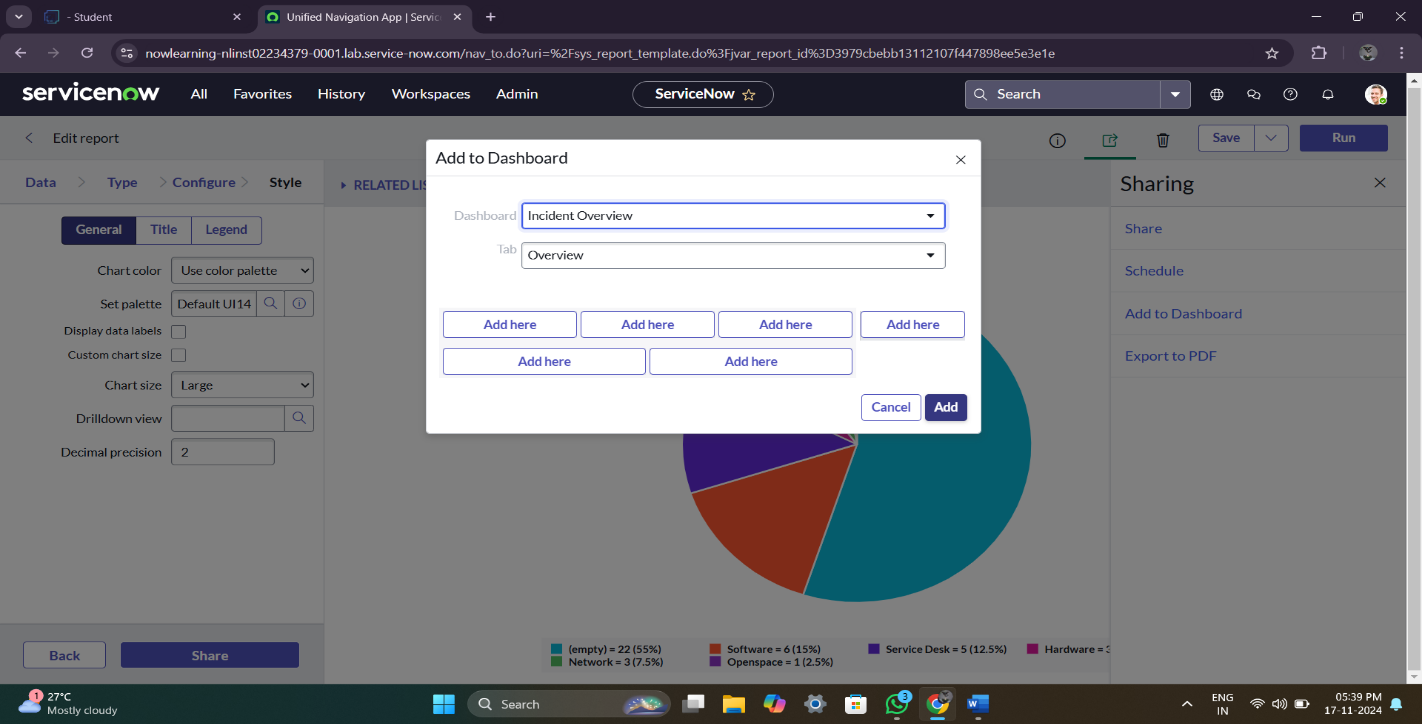 - Student
Unified Navigation App | Servic
nowlearning-nlinst02234379-0001.lab.service-now.com/nav_to.do?uri=%2Fsys_report_template.do%3Fjvar_report_id%3D3979cbebb13112107f447898ee5e3e1e
servicenow All Favorites History Workspaces Admin ServiceNow Search
Edit report Save Run
Add to Dashboard
Data Type Configure Style
RELATED LIS
Sharing
Dashboard Incident Overview
Tab Overview
General Title Legend
Share
Chart color Use color palette
Schedule
Set palette Default UI14
Add to Dashboard
Display data labels
Add here Add here Add here Add here
Custom chart size
Export to PDF
Add here Add here
Chart size Large
Cancel Add
Drilldown view
Decimal precision 2
(empty) = 22 (55%) Software = 6 (15%) Service Desk = 5 (12.5%) Hardware = 3
Network = 3 (7.5%) Openspace = 1 (2.5%)
Back Share
1
27°C
Mostly cloudy
Search
3
ENG
IN
05:39 PM
17-11-2024